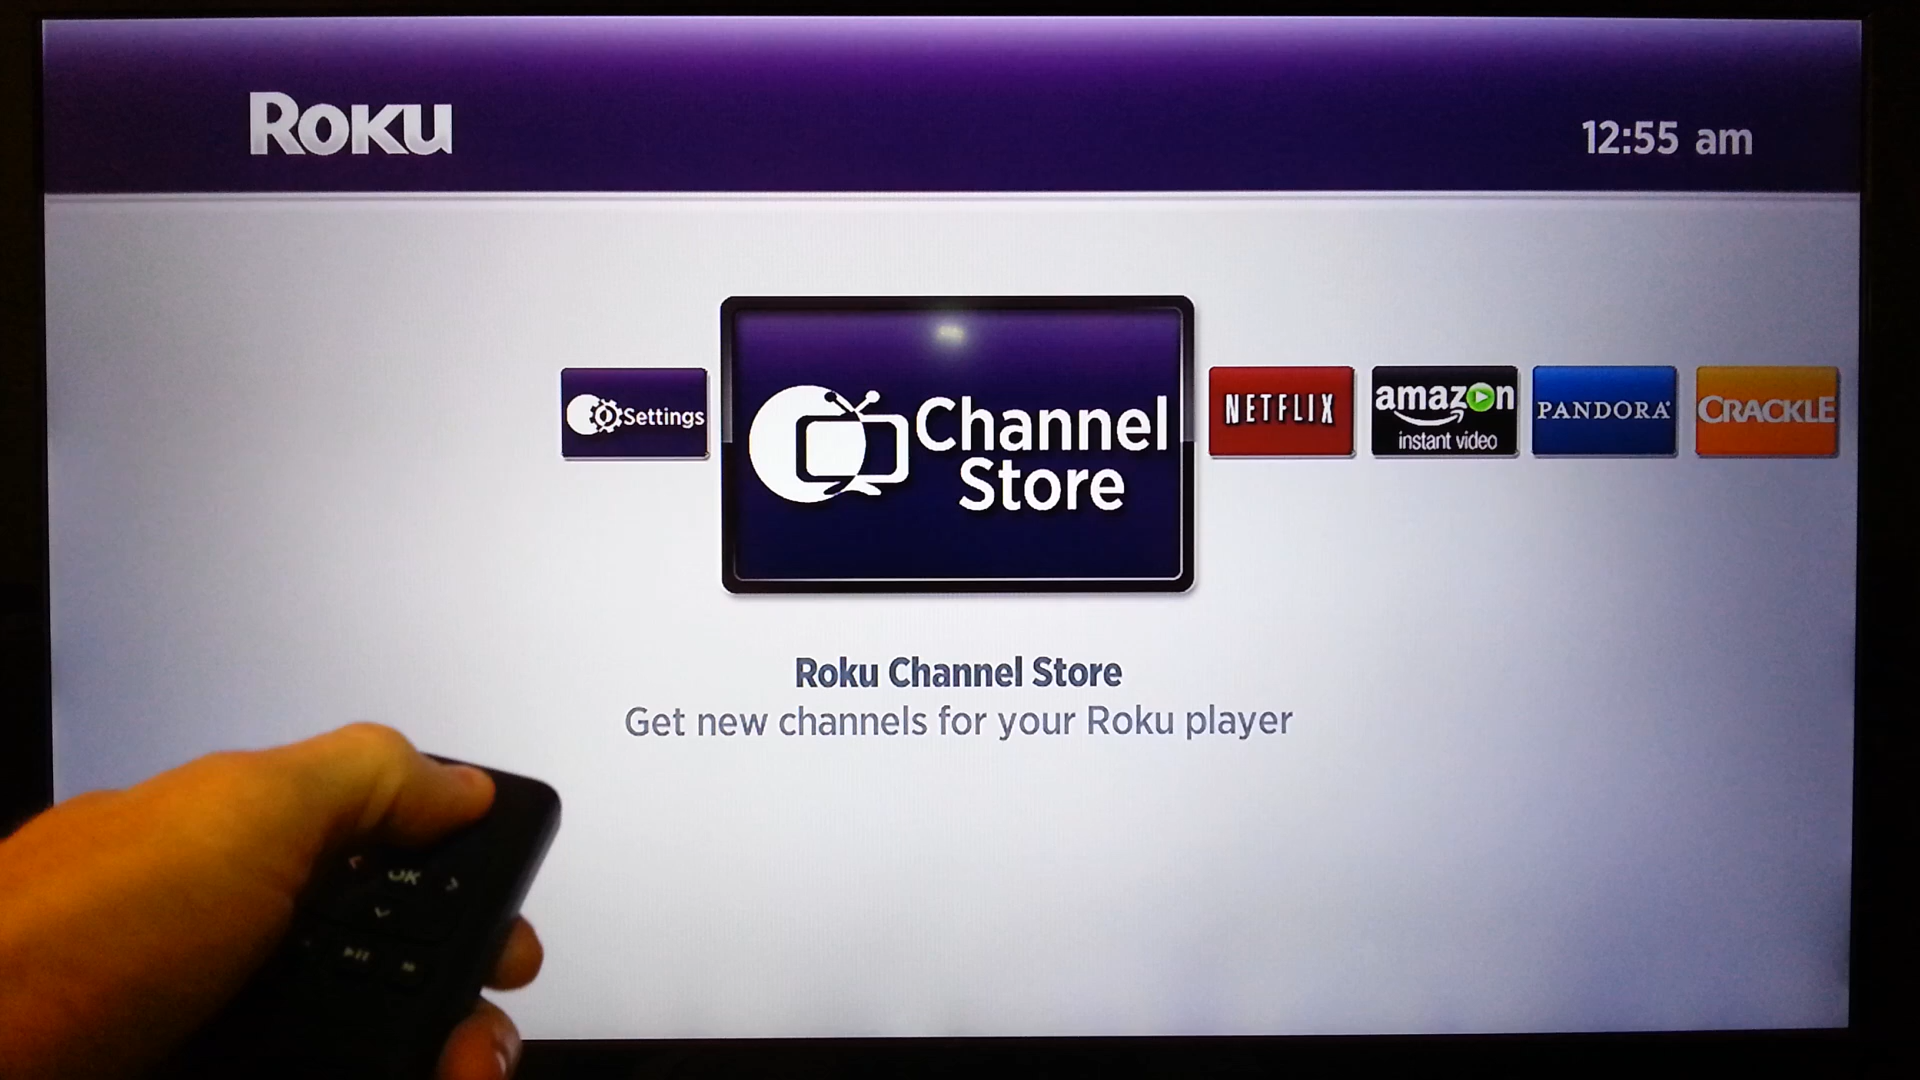 ROKU
12:55 am
Settings
Channel
Store
NETFLIX
amazon
instant video
PANDORA
CRACKLE
Roku Channel Store
Get new channels for your Roku player
OK